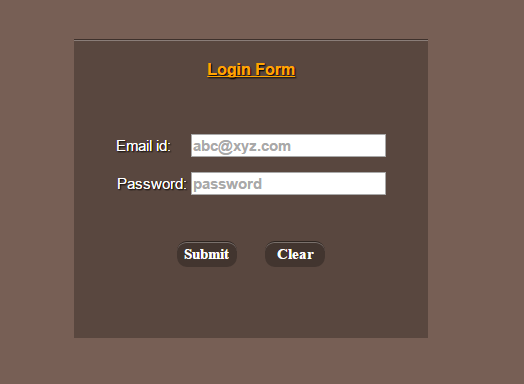 Login Form
Email id: abc@xyz.com
Password: password
Submit Clear